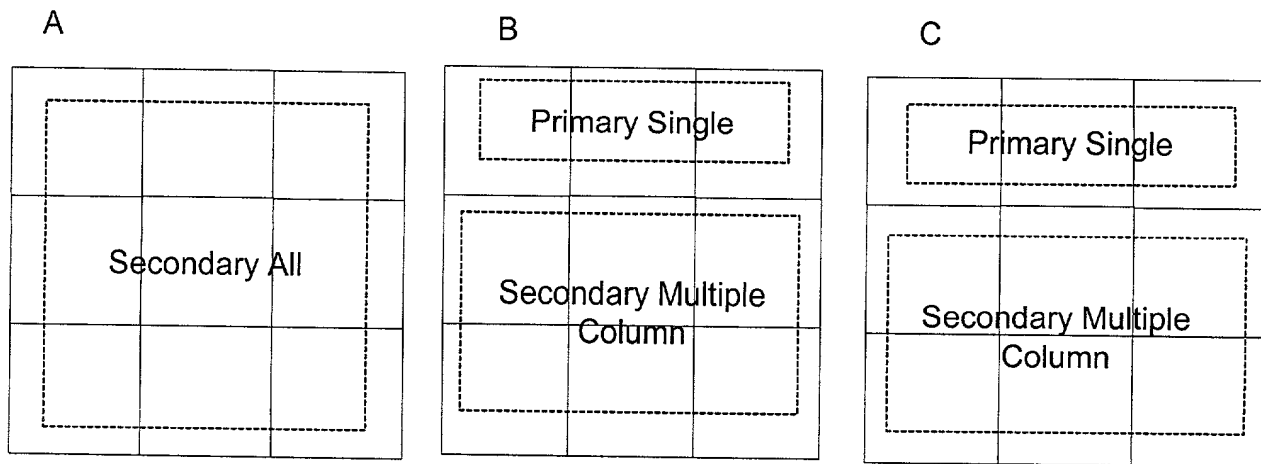 A
B
C
Secondary All
Primary Single
Secondary Multiple
Column
Primary Single
Secondary Multiple
Column